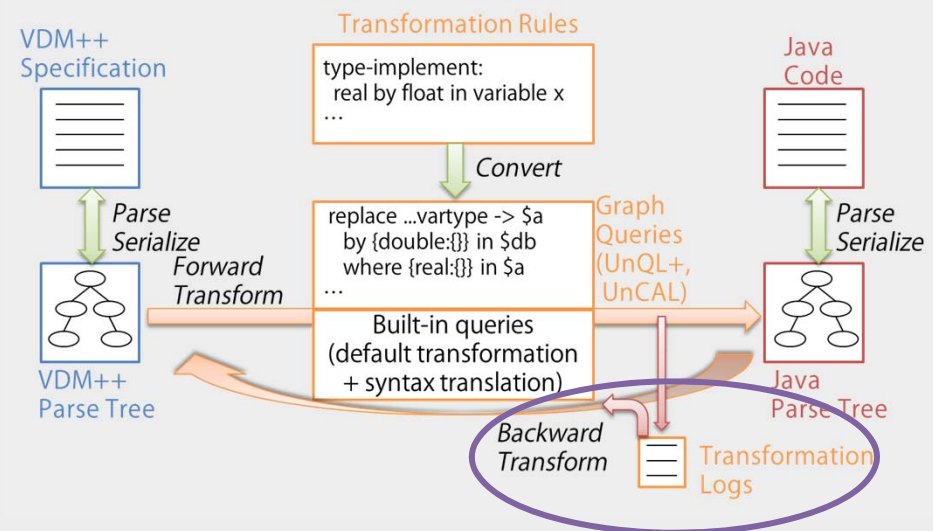 VDM++
Specification
Transformation Rules
type-implement:
real by float in variable x
...
Java
Code
Convert
Parse
Serialize
Forward
Transform
replace ...vartype -> $a
by {double:{}} in $db
where {real:{}} in $a
...
Graph
Queries
(UnQL+,
UnCAL)
Parse
Serialize
Built-in queries
(default transformation
+ syntax translation)
VDM++
Parse Tree
Java
Parse Tree
Backward
Transform
Transformation
Logs